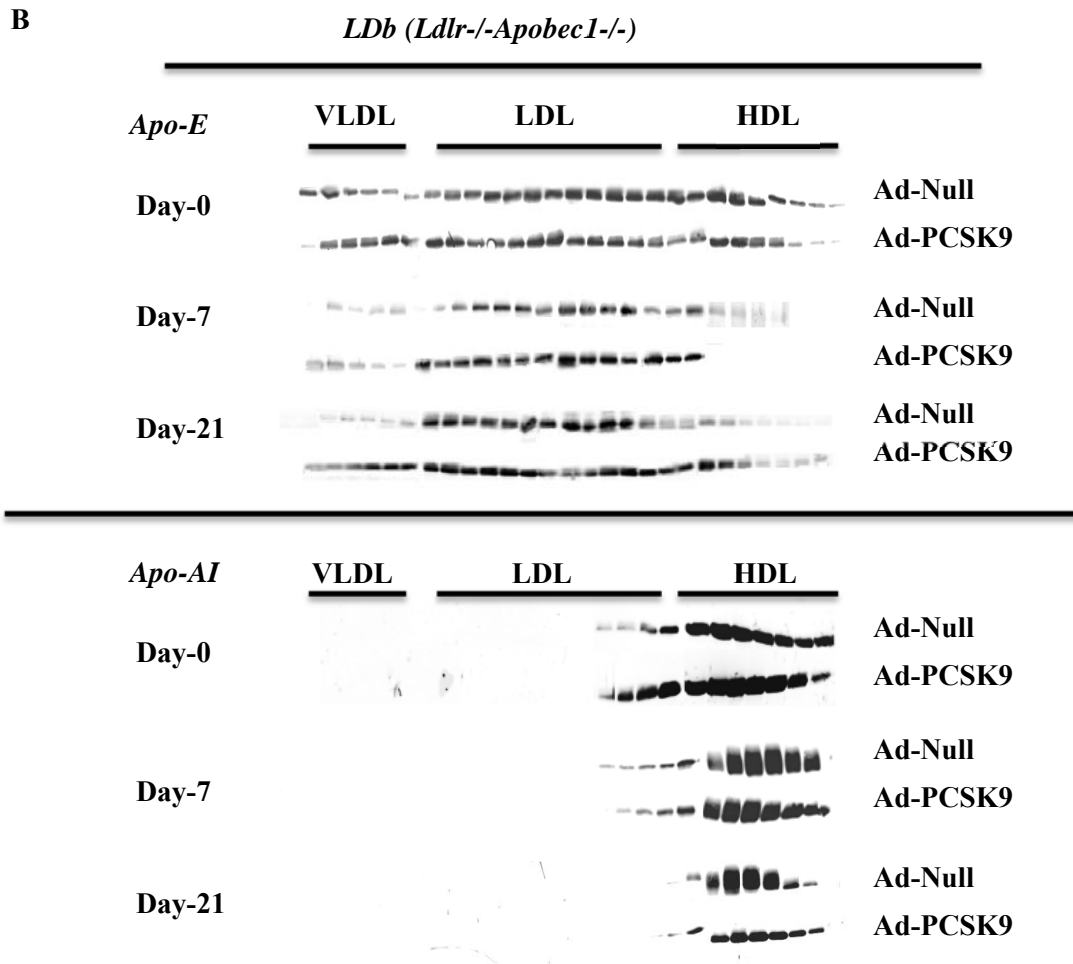 B
LDb (Ldlr-/-Apobec1-/-)
Apo-E VLDL LDL HDL
Day-0 Ad-Null
Ad-PCSK9
Day-7 Ad-Null
Ad-PCSK9
Day-21 Ad-Null
Ad-PCSK9
Apo-AI VLDL LDL HDL
Day-0 Ad-Null
Ad-PCSK9
Day-7 Ad-Null
Ad-PCSK9
Day-21 Ad-Null
Ad-PCSK9